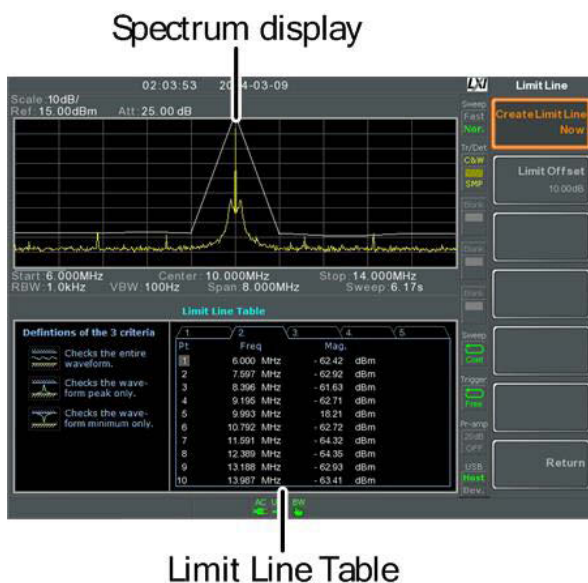 Spectrum display
02:03:53
LXI
Limit Line
Scale:10dB/
Ref:15.00dBm Att:25.00 dB
Sweep
Fast
Nor.
Create Limit Line
Now
Tr/Det
C&W
SMP
Limit Offset
10.00dB
Blank
Blank
Start:6.000MHz Center:10.000MHz Stop:14.000MHz
RBW:1.0kHz VBW:100Hz Span:8.000MHz Sweep:6.17s
Blank
Limit Line Table
Defintions of the 3 criteria
Checks the entire
waveform.
Checks the wave-
form peak only.
Checks the wave-
form minimum only.
1. 2. 3. 4. 5.
Pt. Freq Mag.
1 6.000 MHz -62.42 dBm
2 7.597 MHz -62.92 dBm
3 8.396 MHz -61.63 dBm
4 9.195 MHz -62.71 dBm
5 9.993 MHz 18.21 dBm
6 10.792 MHz -62.72 dBm
7 11.591 MHz -64.32 dBm
8 12.389 MHz -64.35 dBm
9 13.188 MHz -62.93 dBm
10 13.987 MHz -63.41 dBm
Sweep
Cont
Trigger
Free
Pr-amp
20dB
OFF
USB
Host
Dev.
Return
AC BW
Limit Line Table